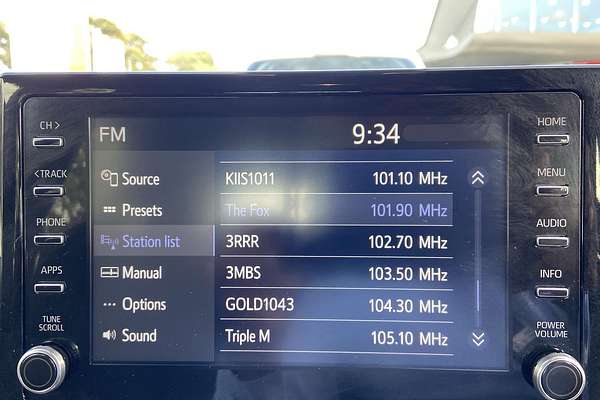 CH >
<TRACK
PHONE
APPS
TUNE
SCROLL
FM
9:34
Source
Presets
Station list
Manual
Options
Sound
KIIS1011 101.10 MHz
The Fox 101.90 MHz
3RRR 102.70 MHz
3MBS 103.50 MHz
GOLD1043 104.30 MHz
Triple M 105.10 MHz
HOME
MENU
AUDIO
INFO
POWER
VOLUME